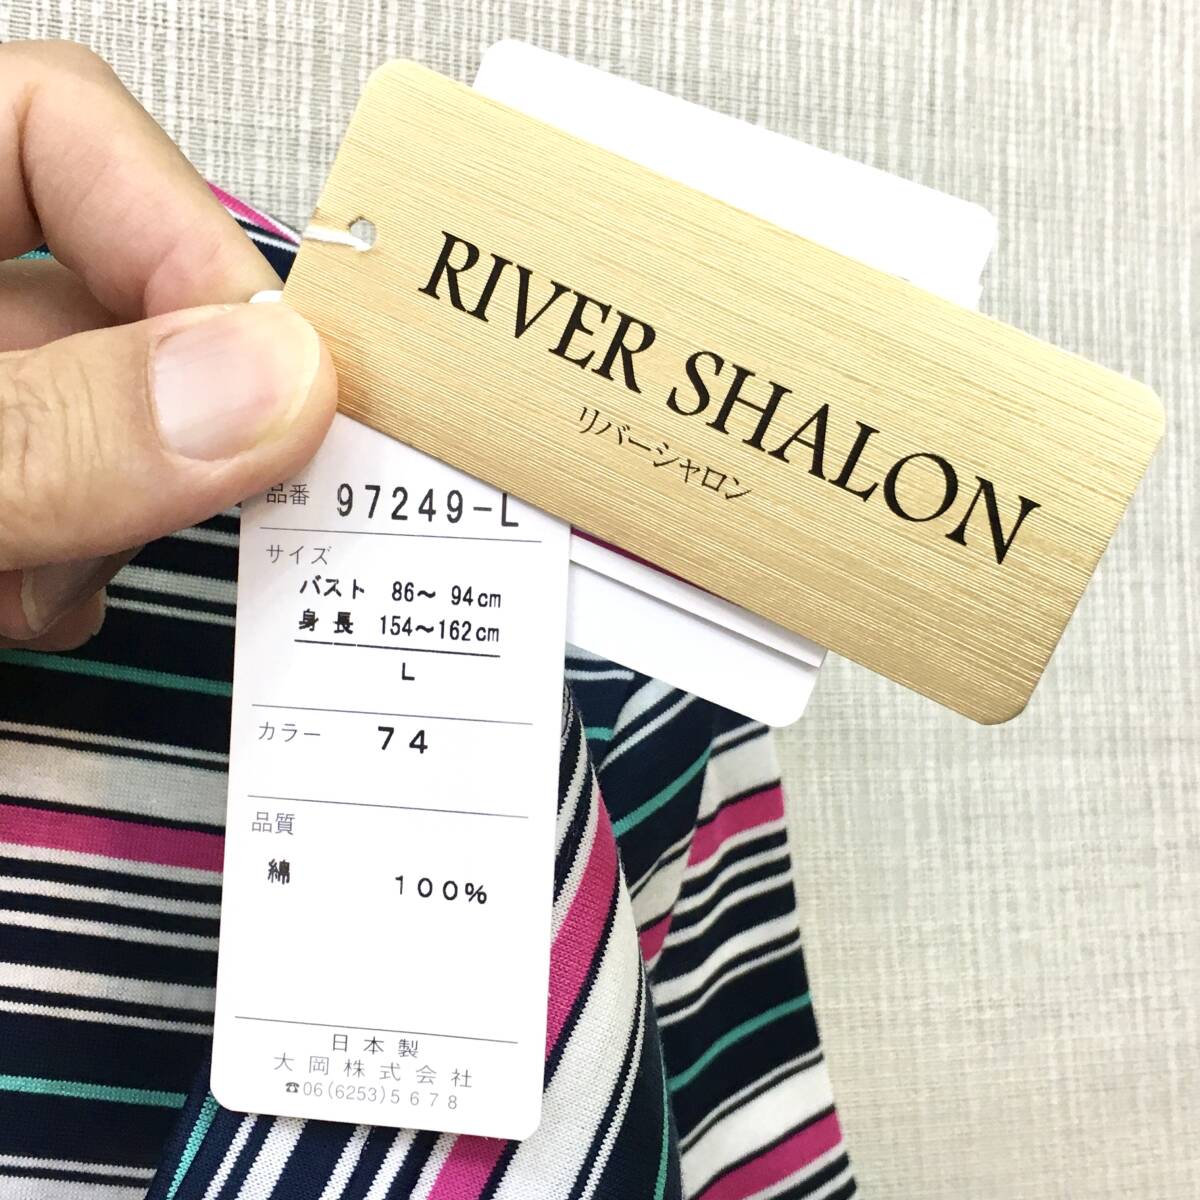 RIVER SHALON
リバーシャロン
品番 97249-L
サイズ
バスト 86～ 94cm
身長 154～162cm
L
カラー 74
品質
綿 100%
日本製
大岡株式会社
☎06(6253)5678